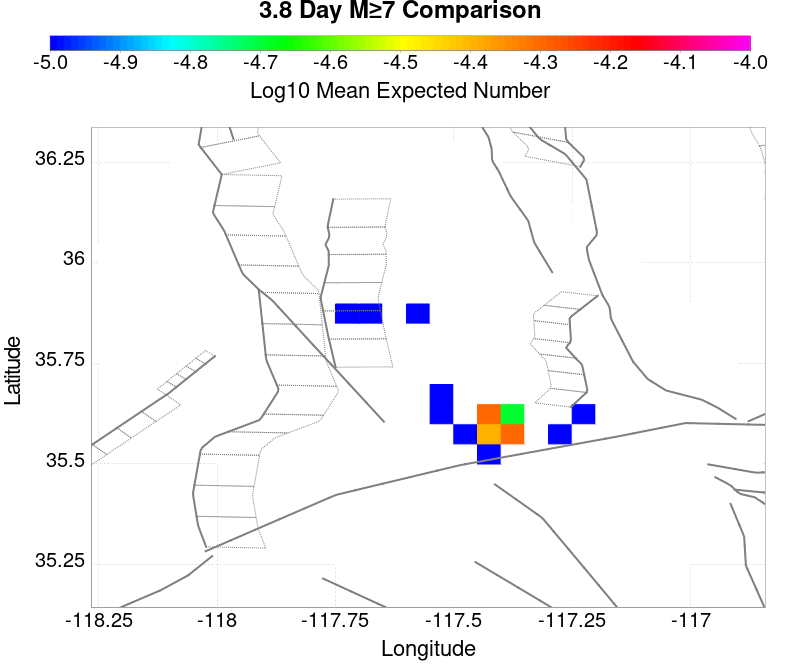 3.8 Day M≥7 Comparison
-5.0 -4.9 -4.8 -4.7 -4.6 -4.5 -4.4 -4.3 -4.2 -4.1 -4.0
Log10 Mean Expected Number
36.25
36
35.75
35.5
35.25
Latitude
-118.25 -118 -117.75 -117.5 -117.25 -117
Longitude